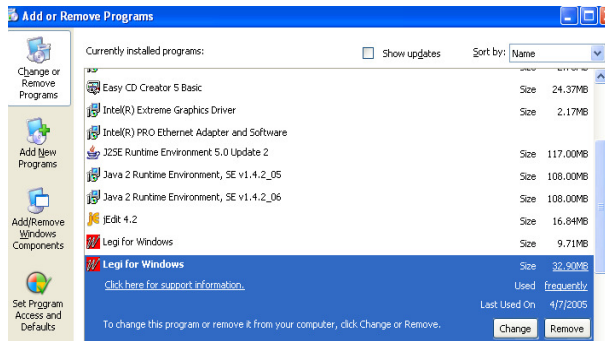 Add or Remove Programs
Change or Remove Programs
Add New Programs
Add/Remove Windows Components
Set Program Access and Defaults
Currently installed programs:
Show updates
Sort by: Name
Easy CD Creator 5 Basic Size 24.37MB
Intel(R) Extreme Graphics Driver Size 2.17MB
Intel(R) PRO Ethernet Adapter and Software
J2SE Runtime Environment 5.0 Update 2 Size 117.00MB
Java 2 Runtime Environment, SE v1.4.2_05 Size 108.00MB
Java 2 Runtime Environment, SE v1.4.2_06 Size 108.00MB
jEdit 4.2 Size 16.84MB
Legi for Windows Size 9.71MB
Legi for Windows Size 32.90MB
Click here for support information. Used frequently
Last Used On 4/7/2005
To change this program or remove it from your computer, click Change or Remove. Change Remove